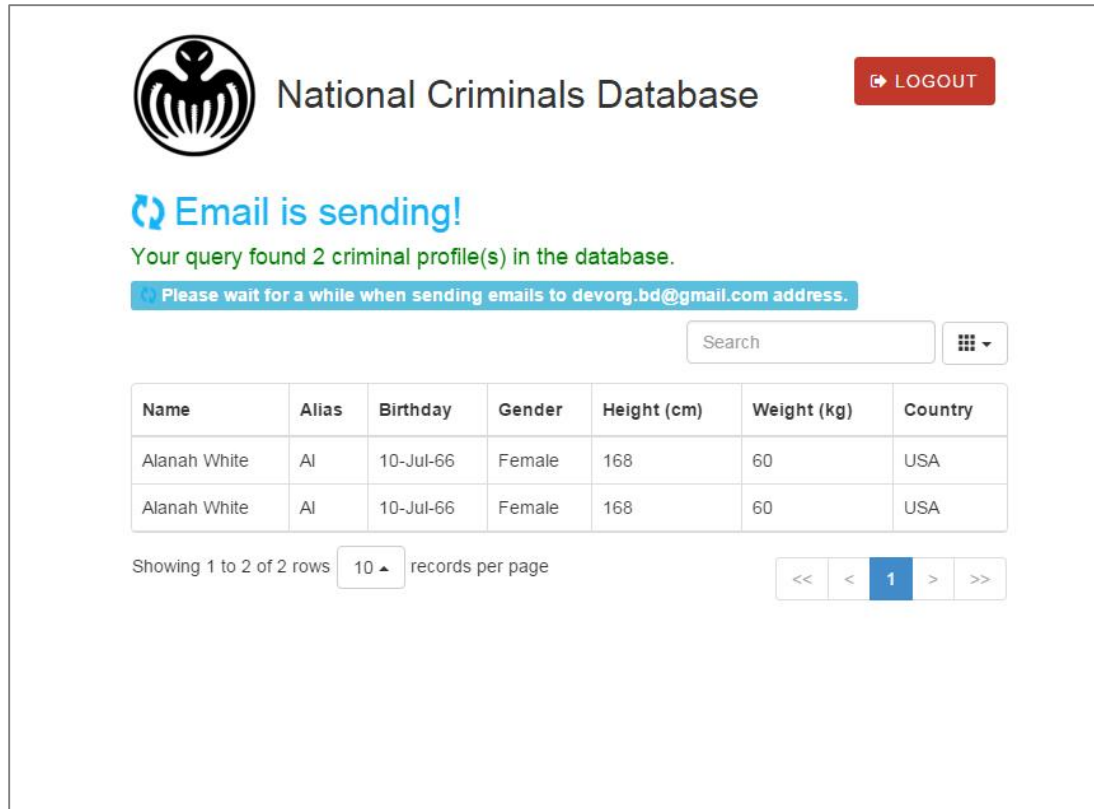 National Criminals Database
LOGOUT
Email is sending!
Your query found 2 criminal profile(s) in the database.
Please wait for a while when sending emails to devorg.bd@gmail.com address.
Search
Name Alias Birthday Gender Height (cm) Weight (kg) Country
Alanah White Al 10-Jul-66 Female 168 60 USA
Alanah White Al 10-Jul-66 Female 168 60 USA
Showing 1 to 2 of 2 rows 10 records per page
<< < 1 > >>